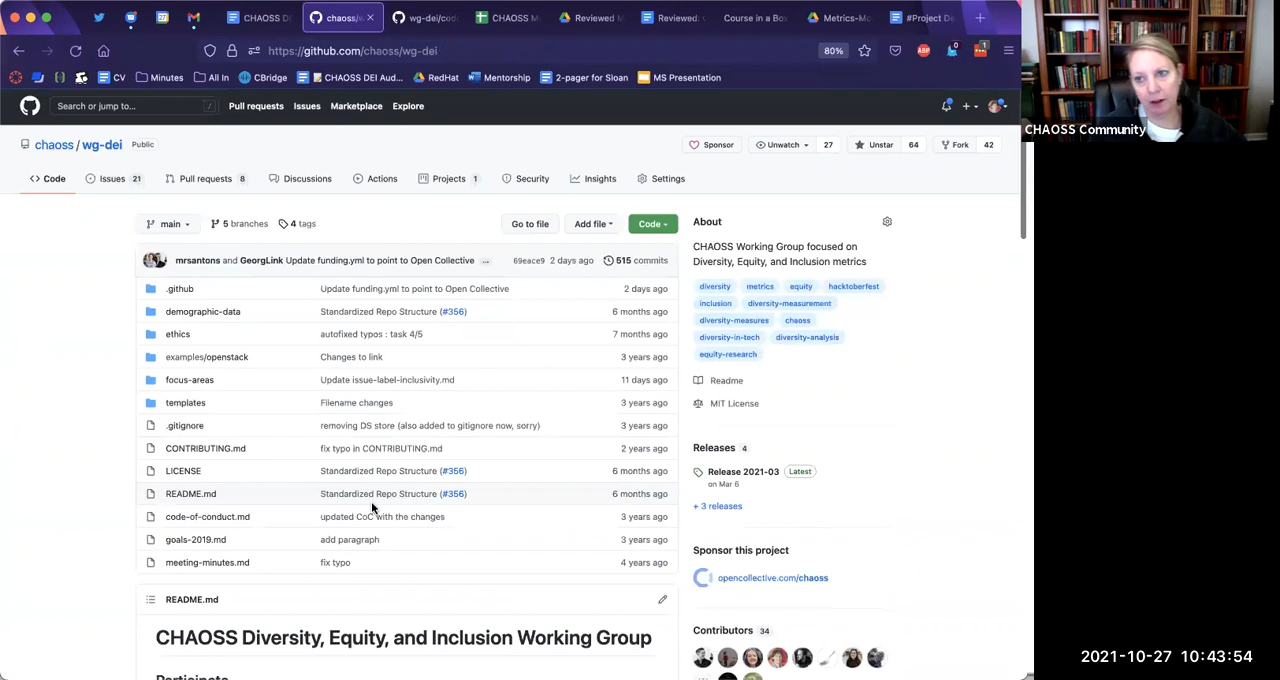 CHAOSS DI
chaoss/w
wg-dei/cod
CHAOSS M
Reviewed M
Reviewed:
Course in a Bo
Metrics-Mo
#Project De
https://github.com/chaoss/wg-dei
80%
ABP
0
1
CV
Minutes
All In
CBridge
CHAOSS DEI Aud...
RedHat
Mentorship
2-pager for Sloan
MS Presentation
Search or jump to...
/
Pull requests
Issues
Marketplace
Explore
CHAOSS Community
chaoss / wg-dei
Public
Sponsor
Unwatch
27
Unstar
64
Fork
42
<> Code
Issues 21
Pull requests 8
Discussions
Actions
Projects 1
Security
Insights
Settings
main
5 branches
4 tags
Go to file
Add file
Code
mrsantons and GeorgLink Update funding.yml to point to Open Collective ...
69eace9 2 days ago
515 commits
.github Update funding.yml to point to Open Collective 2 days ago
demographic-data Standardized Repo Structure (#356) 6 months ago
ethics autofixed typos : task 4/5 7 months ago
examples/openstack Changes to link 3 years ago
focus-areas Update issue-label-inclusivity.md 11 days ago
templates Filename changes 3 years ago
.gitignore removing DS store (also added to gitignore now, sorry) 3 years ago
CONTRIBUTING.md fix typo in CONTRIBUTING.md 2 years ago
LICENSE Standardized Repo Structure (#356) 6 months ago
README.md Standardized Repo Structure (#356) 6 months ago
code-of-conduct.md updated CoC with the changes 3 years ago
goals-2019.md add paragraph 3 years ago
meeting-minutes.md fix typo 4 years ago
README.md
CHAOSS Diversity, Equity, and Inclusion Working Group
Participants
About
CHAOSS Working Group focused on
Diversity, Equity, and Inclusion metrics
diversity metrics equity hacktoberfest
inclusion diversity-measurement
diversity-measures chaoss
diversity-in-tech diversity-analysis
equity-research
Readme
MIT License
Releases 4
Release 2021-03 Latest
on Mar 6
+ 3 releases
Sponsor this project
opencollective.com/chaoss
Contributors 34
2021-10-27 10:43:54